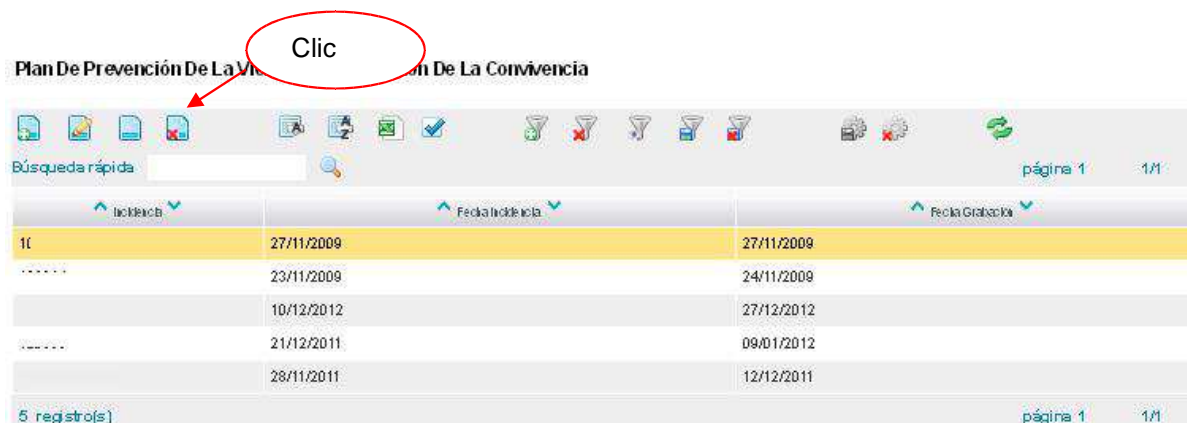 Clic
Plan De Prevención De La Vio ón De La Convivencia
Búsqueda rápida página 1 1/1
Incidencia Fecha Incidencia Fecha Grabación
27/11/2009 27/11/2009
23/11/2009 24/11/2009
10/12/2012 27/12/2012
21/12/2011 09/01/2012
28/11/2011 12/12/2011
5 registro(s) página 1 1/1